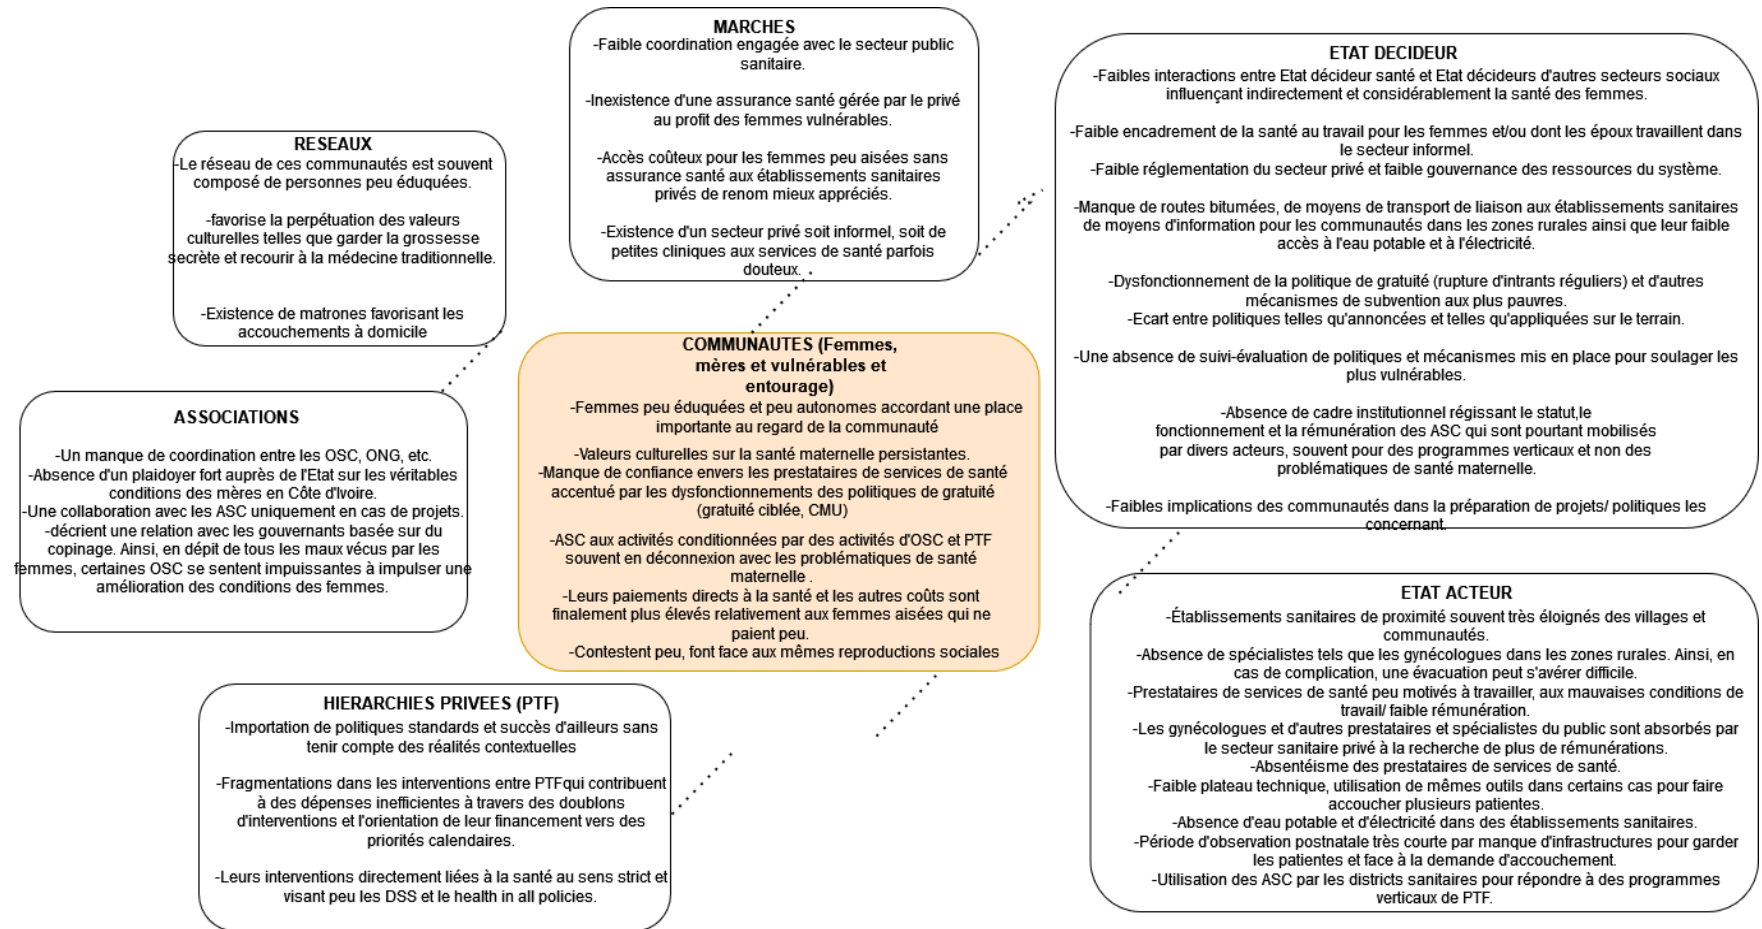 MARCHES
-Faible coordination engagée avec le secteur public
sanitaire.
-Inexistence d'une assurance santé gérée par le privé
au profit des femmes vulnérables.
-Accès coûteux pour les femmes peu aisées sans
assurance santé aux établissements sanitaires
privés de renom mieux appréciés.
-Existence d'un secteur privé soit informel, soit de
petites cliniques aux services de santé parfois
douteux.
RESEAUX
-Le réseau de ces communautés est souvent
composé de personnes peu éduquées.
-favorise la perpétuation des valeurs
culturelles telles que garder la grossesse
secrète et recourir à la médecine traditionnelle.
-Existence de matrones favorisant les
accouchements à domicile
ASSOCIATIONS
-Un manque de coordination entre les OSC, ONG, etc.
-Absence d'un plaidoyer fort auprès de l'Etat sur les véritables
conditions des mères en Côte d'Ivoire.
-Une collaboration avec les ASC uniquement en cas de projets.
-décrient une relation avec les gouvernants basée sur du
copinage. Ainsi, en dépit de tous les maux vécus par les
femmes, certaines OSC se sentent impuissantes à impulser une
amélioration des conditions des femmes.
COMMUNAUTES (Femmes,
mères et vulnérables et
entourage)
-Femmes peu éduquées et peu autonomes accordant une place
importante au regard de la communauté
-Valeurs culturelles sur la santé maternelle persistantes.
-Manque de confiance envers les prestataires de services de santé
accentué par les dysfonctionnements des politiques de gratuité
(gratuité ciblée, CMU)
-ASC aux activités conditionnées par des activités d'OSC et PTF
souvent en déconnexion avec les problématiques de santé
maternelle .
-Leurs paiements directs à la santé et les autres coûts sont
finalement plus élevés relativement aux femmes aisées qui ne
paient peu.
-Contestent peu, font face aux mêmes reproductions sociales
HIERARCHIES PRIVEES (PTF)
-Importation de politiques standards et succès d'ailleurs sans
tenir compte des réalités contextuelles
-Fragmentations dans les interventions entre PTFqui contribuent
à des dépenses inefficientes à travers des doublons
d'interventions et l'orientation de leur financement vers des
priorités calendaires.
-Leurs interventions directement liées à la santé au sens strict et
visant peu les DSS et le health in all policies.
ETAT DECIDEUR
-Faibles interactions entre Etat décideur santé et Etat décideurs d'autres secteurs sociaux
influençant indirectement et considérablement la santé des femmes.
-Faible encadrement de la santé au travail pour les femmes et/ou dont les époux travaillent dans
le secteur informel.
-Faible réglementation du secteur privé et faible gouvernance des ressources du système.
-Manque de routes bitumées, de moyens de transport de liaison aux établissements sanitaires
de moyens d'information pour les communautés dans les zones rurales ainsi que leur faible
accès à l'eau potable et à l'électricité.
-Dysfonctionnement de la politique de gratuité (rupture d'intrants réguliers) et d'autres
mécanismes de subvention aux plus pauvres.
-Ecart entre politiques telles qu'annoncées et telles qu'appliquées sur le terrain.
-Une absence de suivi-évaluation de politiques et mécanismes mis en place pour soulager les
plus vulnérables.
-Absence de cadre institutionnel régissant le statut,le
fonctionnement et la rémunération des ASC qui sont pourtant mobilisés
par divers acteurs, souvent pour des programmes verticaux et non des
problématiques de santé maternelle.
-Faibles implications des communautés dans la préparation de projets/ politiques les
concernant.
ETAT ACTEUR
-Établissements sanitaires de proximité souvent très éloignés des villages et
communautés.
-Absence de spécialistes tels que les gynécologues dans les zones rurales. Ainsi, en
cas de complication, une évacuation peut s'avérer difficile.
-Prestataires de services de santé peu motivés à travailler, aux mauvaises conditions de
travail/ faible rémunération.
-Les gynécologues et d'autres prestataires et spécialistes du public sont absorbés par
le secteur sanitaire privé à la recherche de plus de rémunérations.
-Absentéisme des prestataires de services de santé.
-Faible plateau technique, utilisation de mêmes outils dans certains cas pour faire
accoucher plusieurs patientes.
-Absence d'eau potable et d'électricité dans des établissements sanitaires.
-Période d'observation postnatale très courte par manque d'infrastructures pour garder
les patientes et face à la demande d'accouchement.
-Utilisation des ASC par les districts sanitaires pour répondre à des programmes
verticaux de PTF.